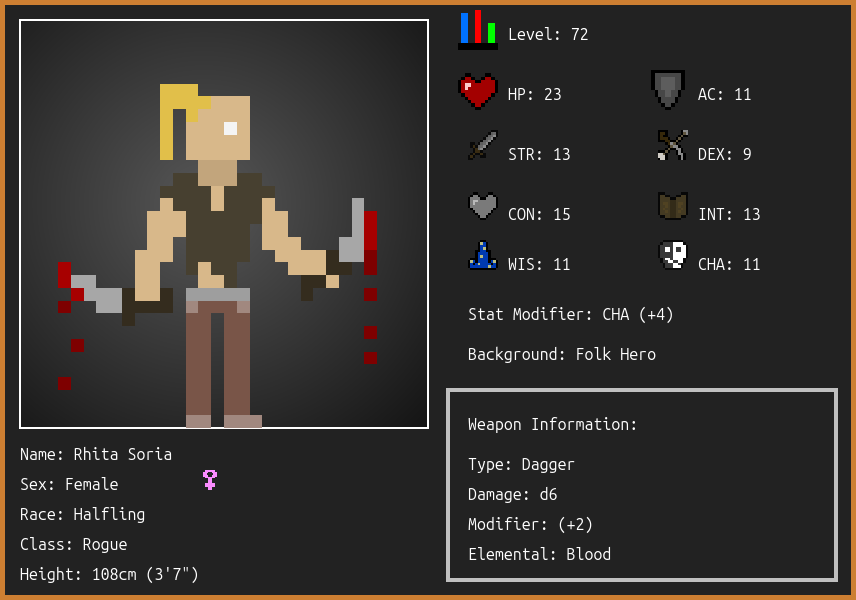 Level: 72
HP: 23
AC: 11
STR: 13
DEX: 9
CON: 15
INT: 13
WIS: 11
CHA: 11
Stat Modifier: CHA (+4)
Background: Folk Hero
Weapon Information:
Type: Dagger
Damage: d6
Modifier: (+2)
Elemental: Blood
Name: Rhita Soria
Sex: Female
Race: Halfling
Class: Rogue
Height: 108cm (3'7")